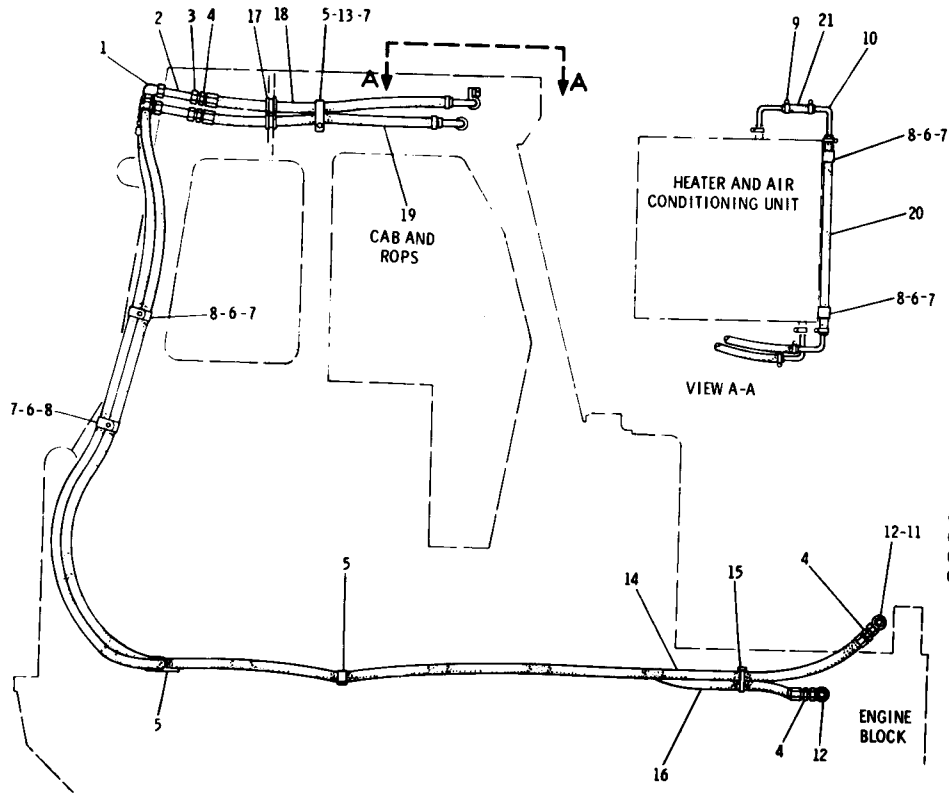 1
2
3
4
17
18
5-13-7
A
A
9
21
10
8-6-7
HEATER AND AIR
CONDITIONING UNIT
20
19
CAB AND
ROPS
8-6-7
8-6-7
VIEW A-A
7-6-8
12-11
4
5
14
15
5
16
4
12
ENGINE
BLOCK